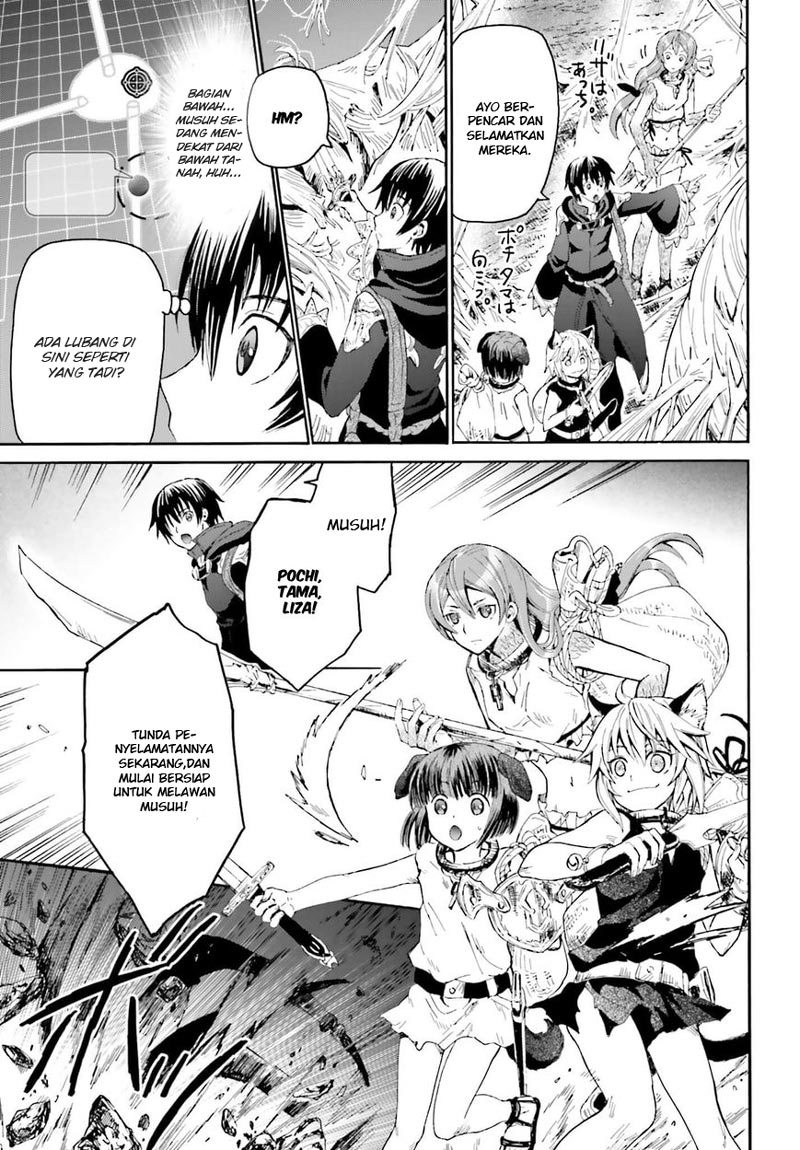 AYO BER-
PENCAR DAN
SELAMATKAN
MEREKA.
リザは
あっち。
ポチタマは
向こう。
HM?
BAGIAN
BAWAH...
MUSUH SE-
DANG MEN-
DEKAT DARI
BAWAH TA-
NAH, HUH...
ADA LUBANG DI
SINI SEPERTI
YANG TADI?
MUSUH!
POCHI,
TAMA,
LIZA!
TUNDA PE-
NYELAMATANNYA
SEKARANG,DAN
MULAI BERSIAP
UNTUK MELAWAN
MUSUH!